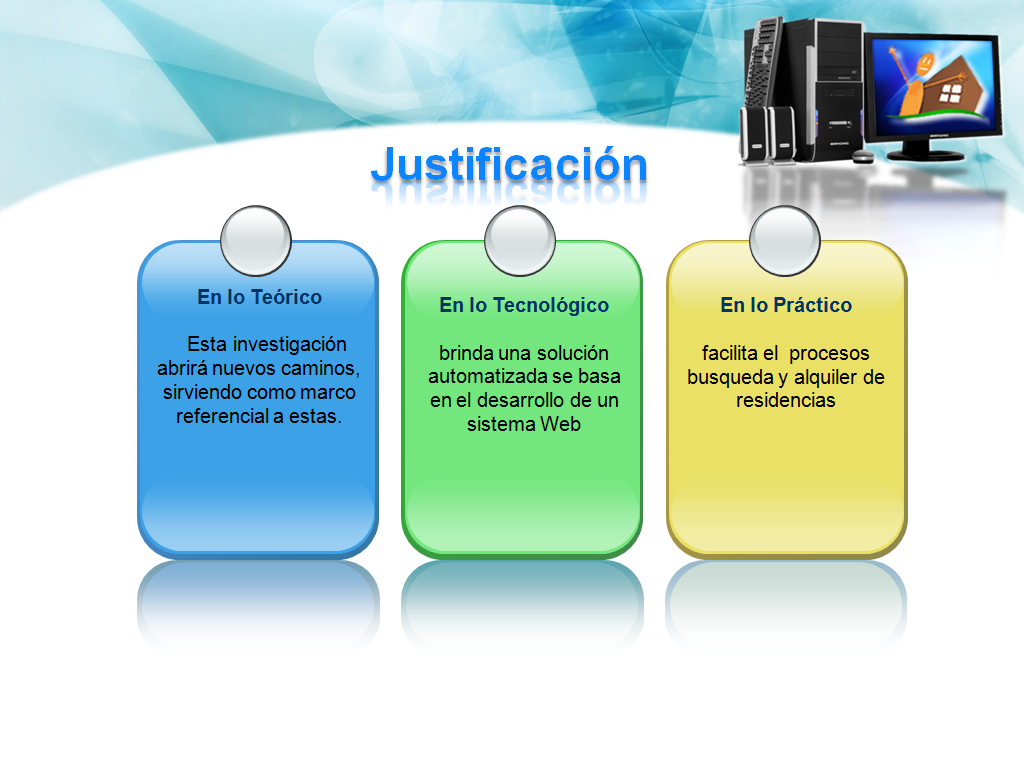 Justificación
En lo Teórico
Esta investigación
abrirá nuevos caminos,
sirviendo como marco
referencial a estas.
En lo Tecnológico
brinda una solución
automatizada se basa
en el desarrollo de un
sistema Web
En lo Práctico
facilita el  procesos
busqueda y alquiler de
residencias